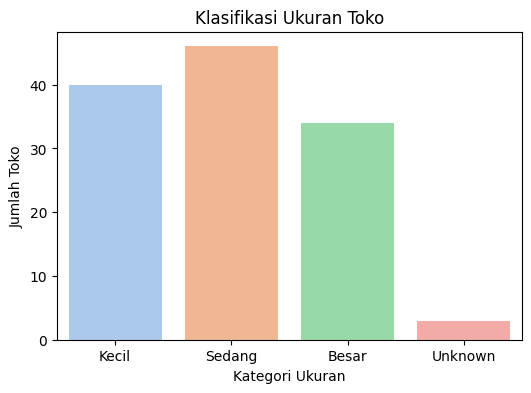 Klasifikasi Ukuran Toko
Jumlah Toko
40
30
20
10
0
Kecil Sedang Besar Unknown
Kategori Ukuran